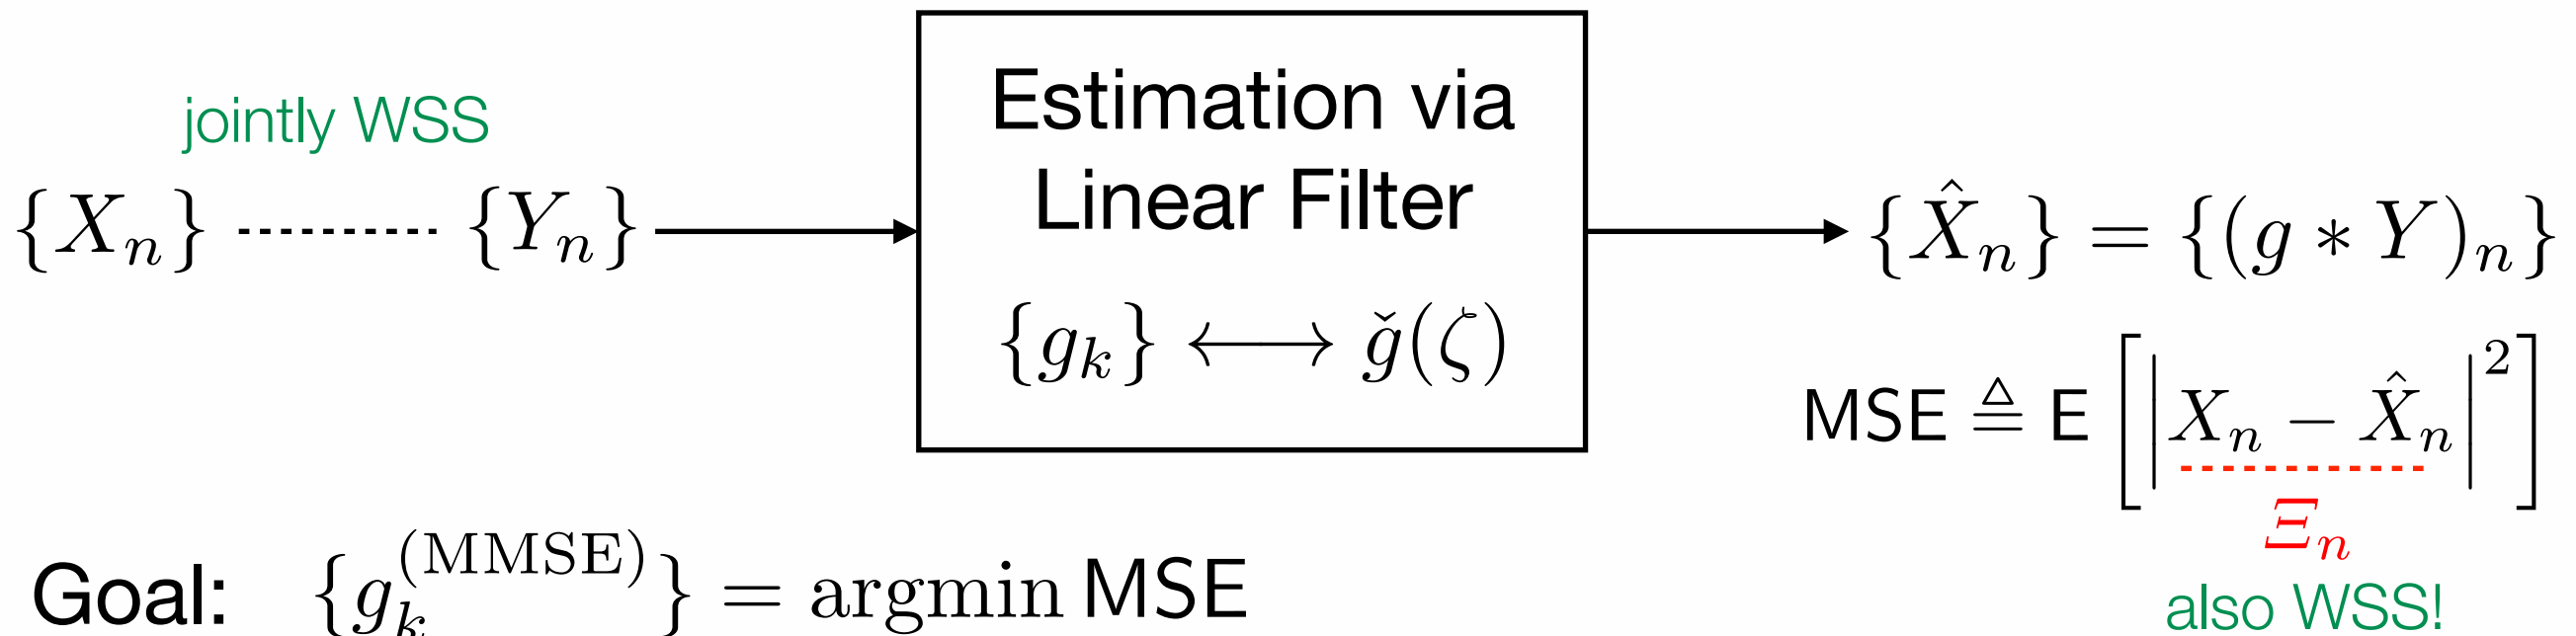 jointly WSS
{X_n} ---------- {Y_n}
Estimation via
Linear Filter
{g_k} ⟷ ǧ(ζ)
{X̂_n} = {(g ∗ Y)_n}
MSE ≜ E [|X_n − X̂_n|^2]
Ξ_n
also WSS!
Goal: {g_k^(MMSE)} = argmin MSE